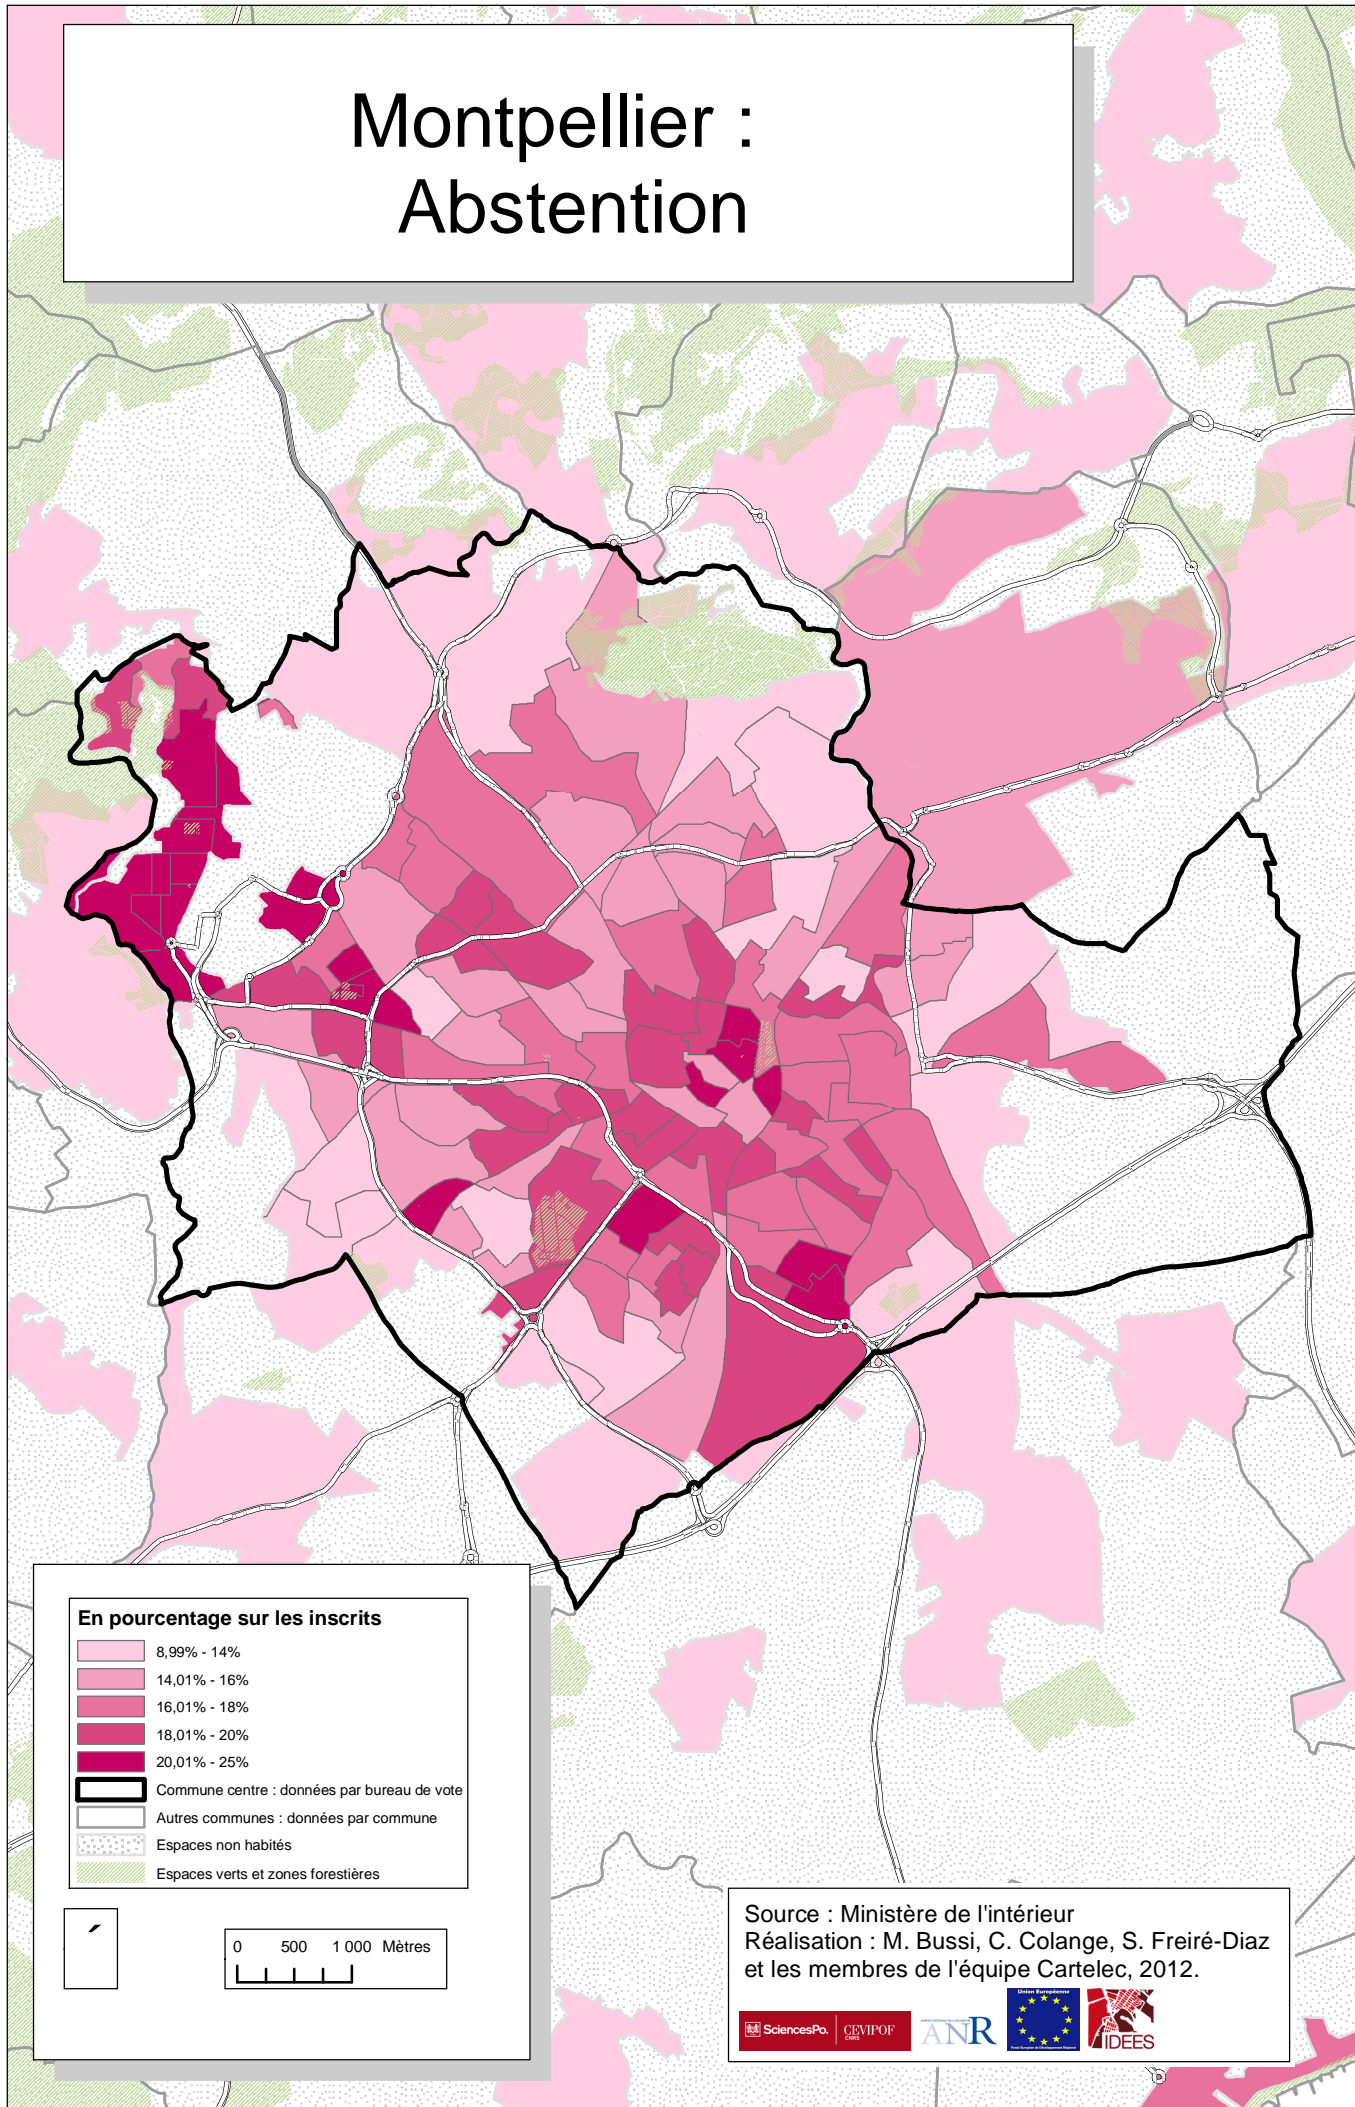 Montpellier :
Abstention
En pourcentage sur les inscrits
8,99% - 14%
14,01% - 16%
16,01% - 18%
18,01% - 20%
20,01% - 25%
Commune centre : données par bureau de vote
Autres communes : données par commune
Espaces non habités
Espaces verts et zones forestières
0 500 1 000 Mètres
Source : Ministère de l'intérieur
Réalisation : M. Bussi, C. Colange, S. Freiré-Diaz
et les membres de l'équipe Cartelec, 2012.
SciencesPo. CEVIPOF
CNRS
ANR
Union Européenne
IDEES